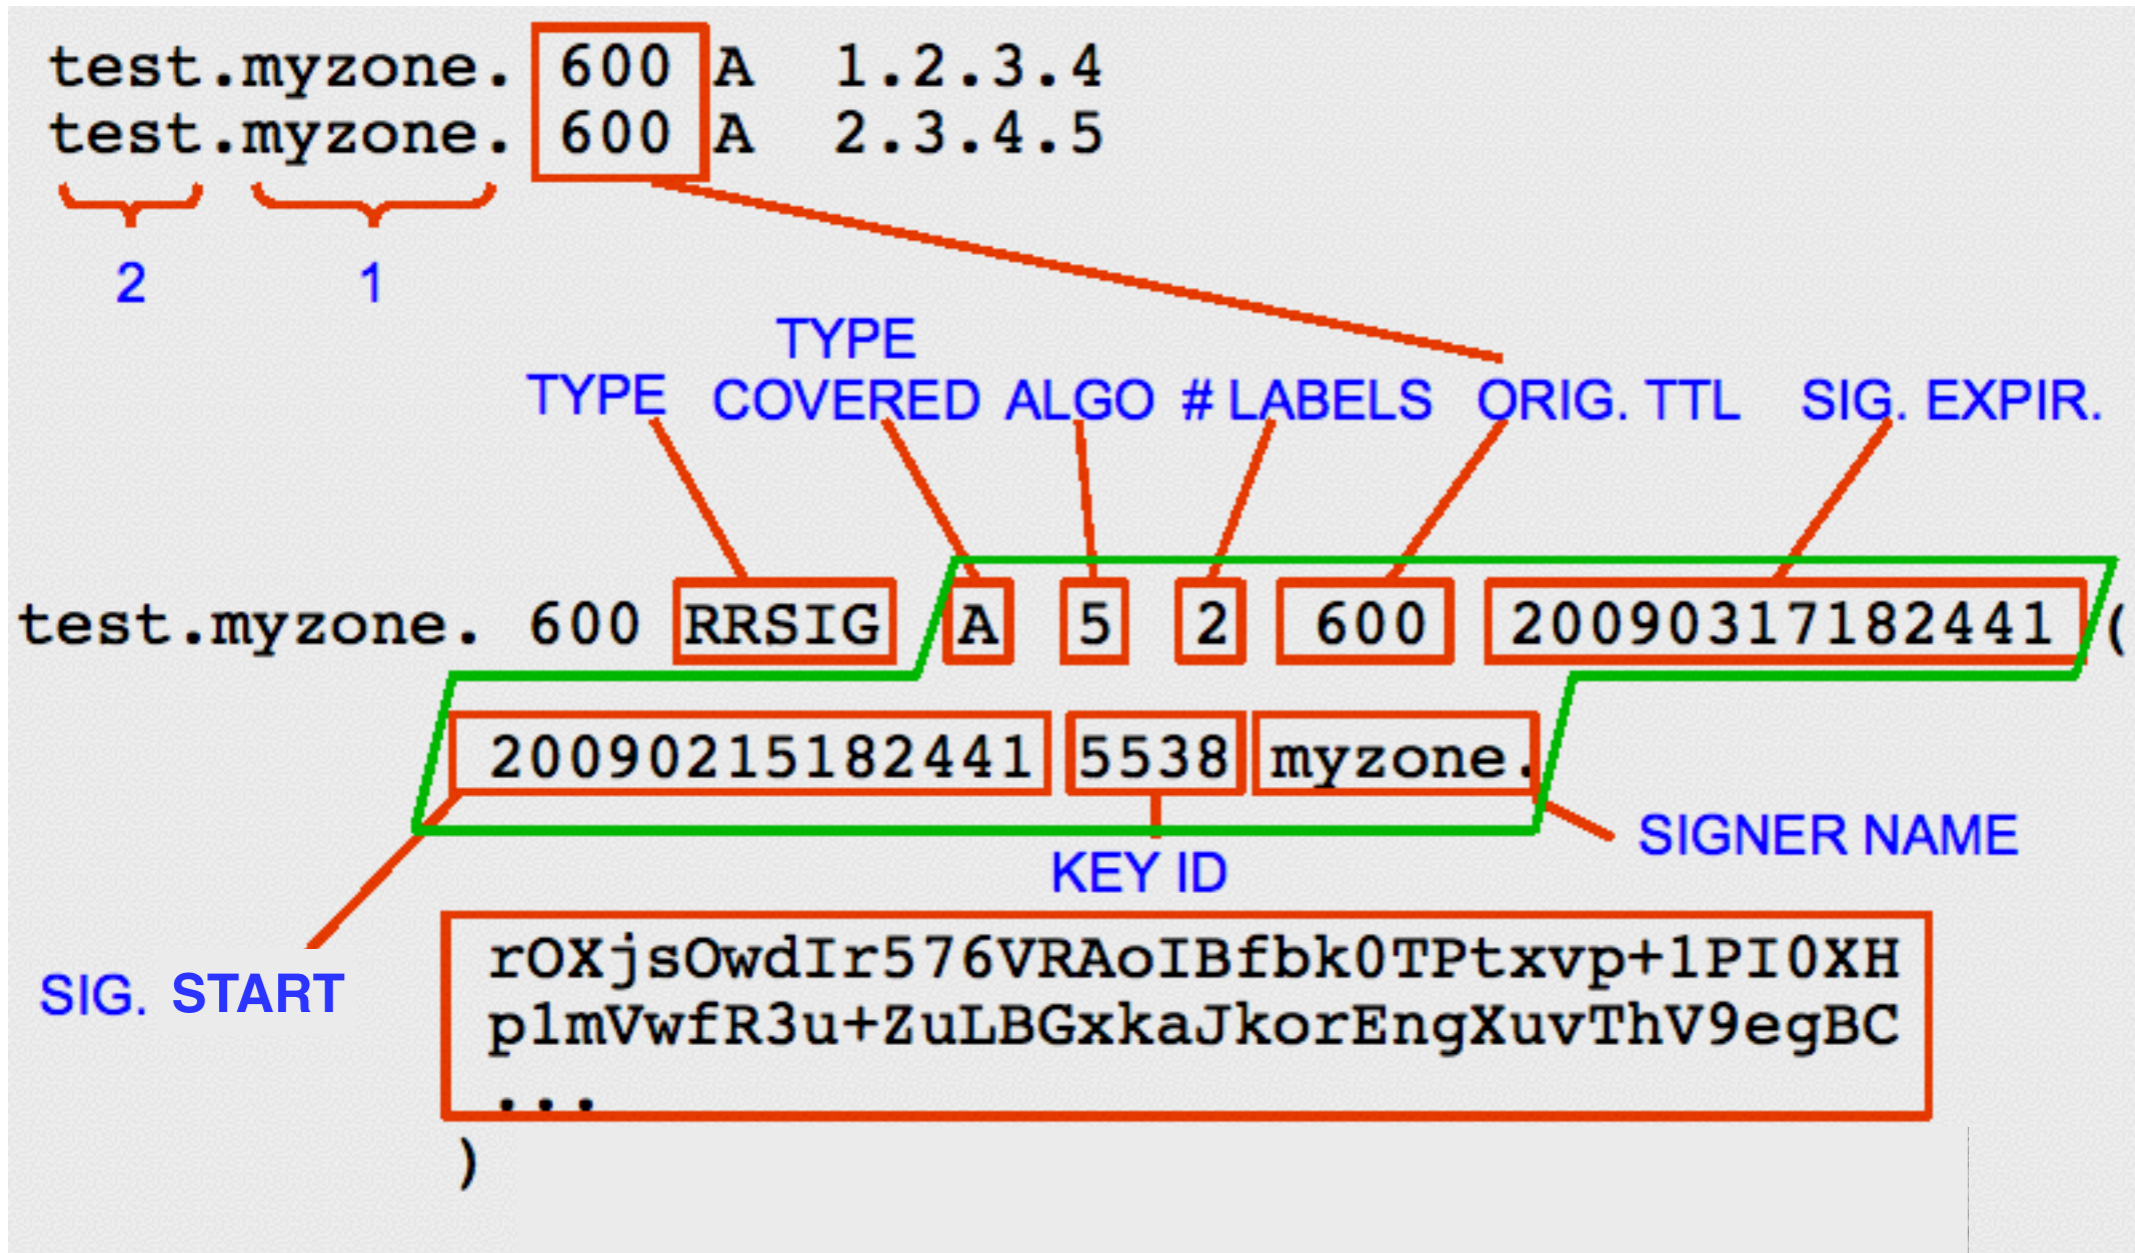 test.myzone. 600 A 1.2.3.4
test.myzone. 600 A 2.3.4.5
2 1
TYPE
TYPE COVERED ALGO # LABELS ORIG. TTL SIG. EXPIR.
test.myzone. 600 RRSIG A 5 2 600 20090317182441 (
20090215182441 5538 myzone.
SIGNER NAME
KEY ID
rOXjsOwdIr576VRAoIBfbk0TPtxvp+1PI0XH
SIG. START
p1mVwfR3u+ZuLBGxkaJkorEngXuvThV9egBC
...
)